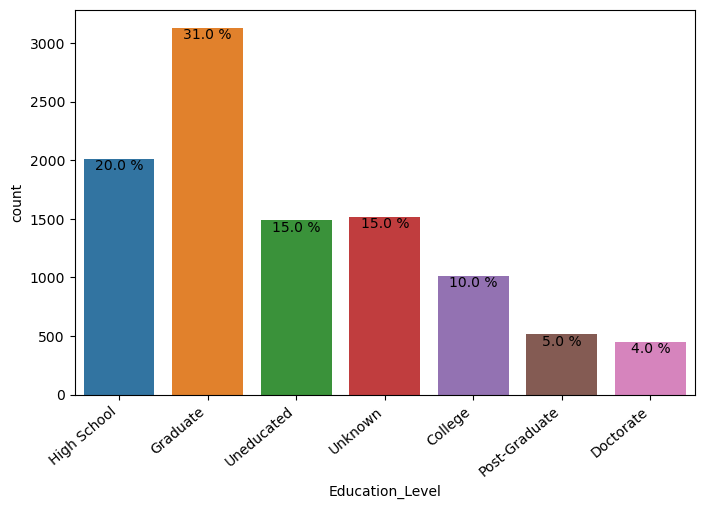 3000
2500
2000
1500
1000
500
0
count
31.0 %
20.0 %
15.0 %
15.0 %
10.0 %
5.0 %
4.0 %
High School
Graduate
Uneducated
Unknown
College
Post-Graduate
Doctorate
Education_Level